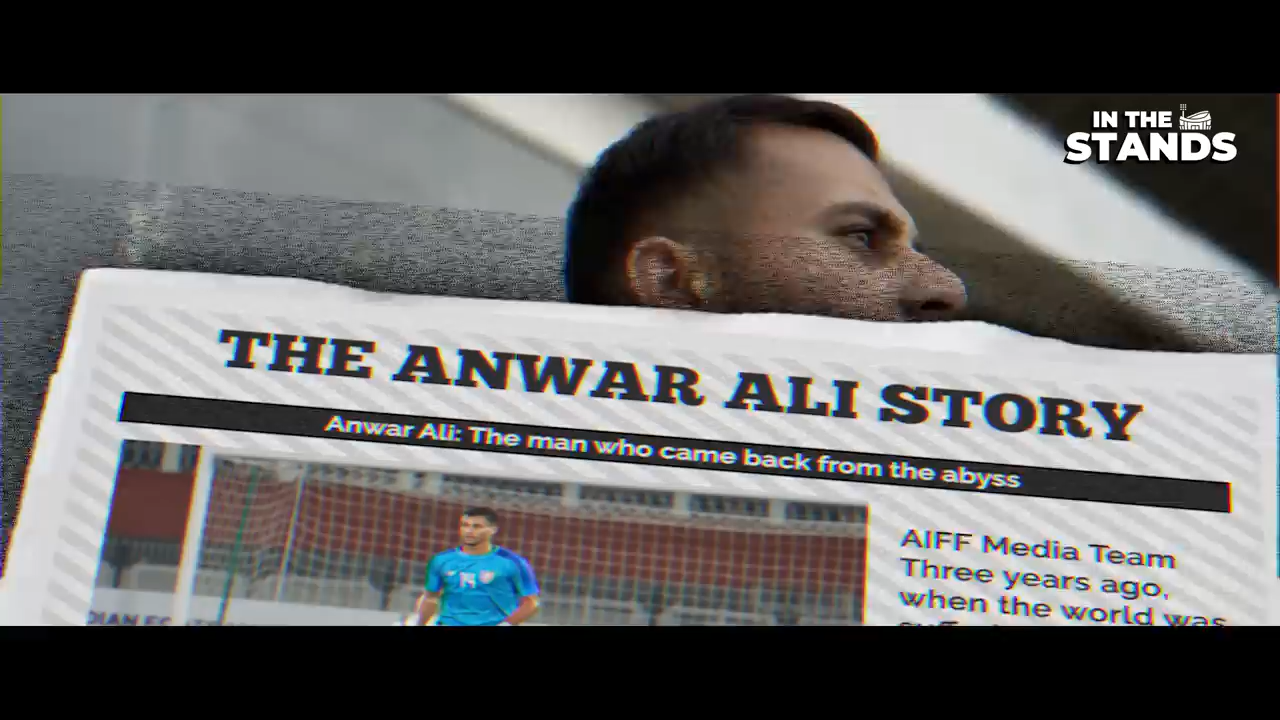 IN THE
STANDS
THE ANWAR ALI STORY
Anwar Ali: The man who came back from the abyss
14
AIFF Media Team
Three years ago,
when the world was